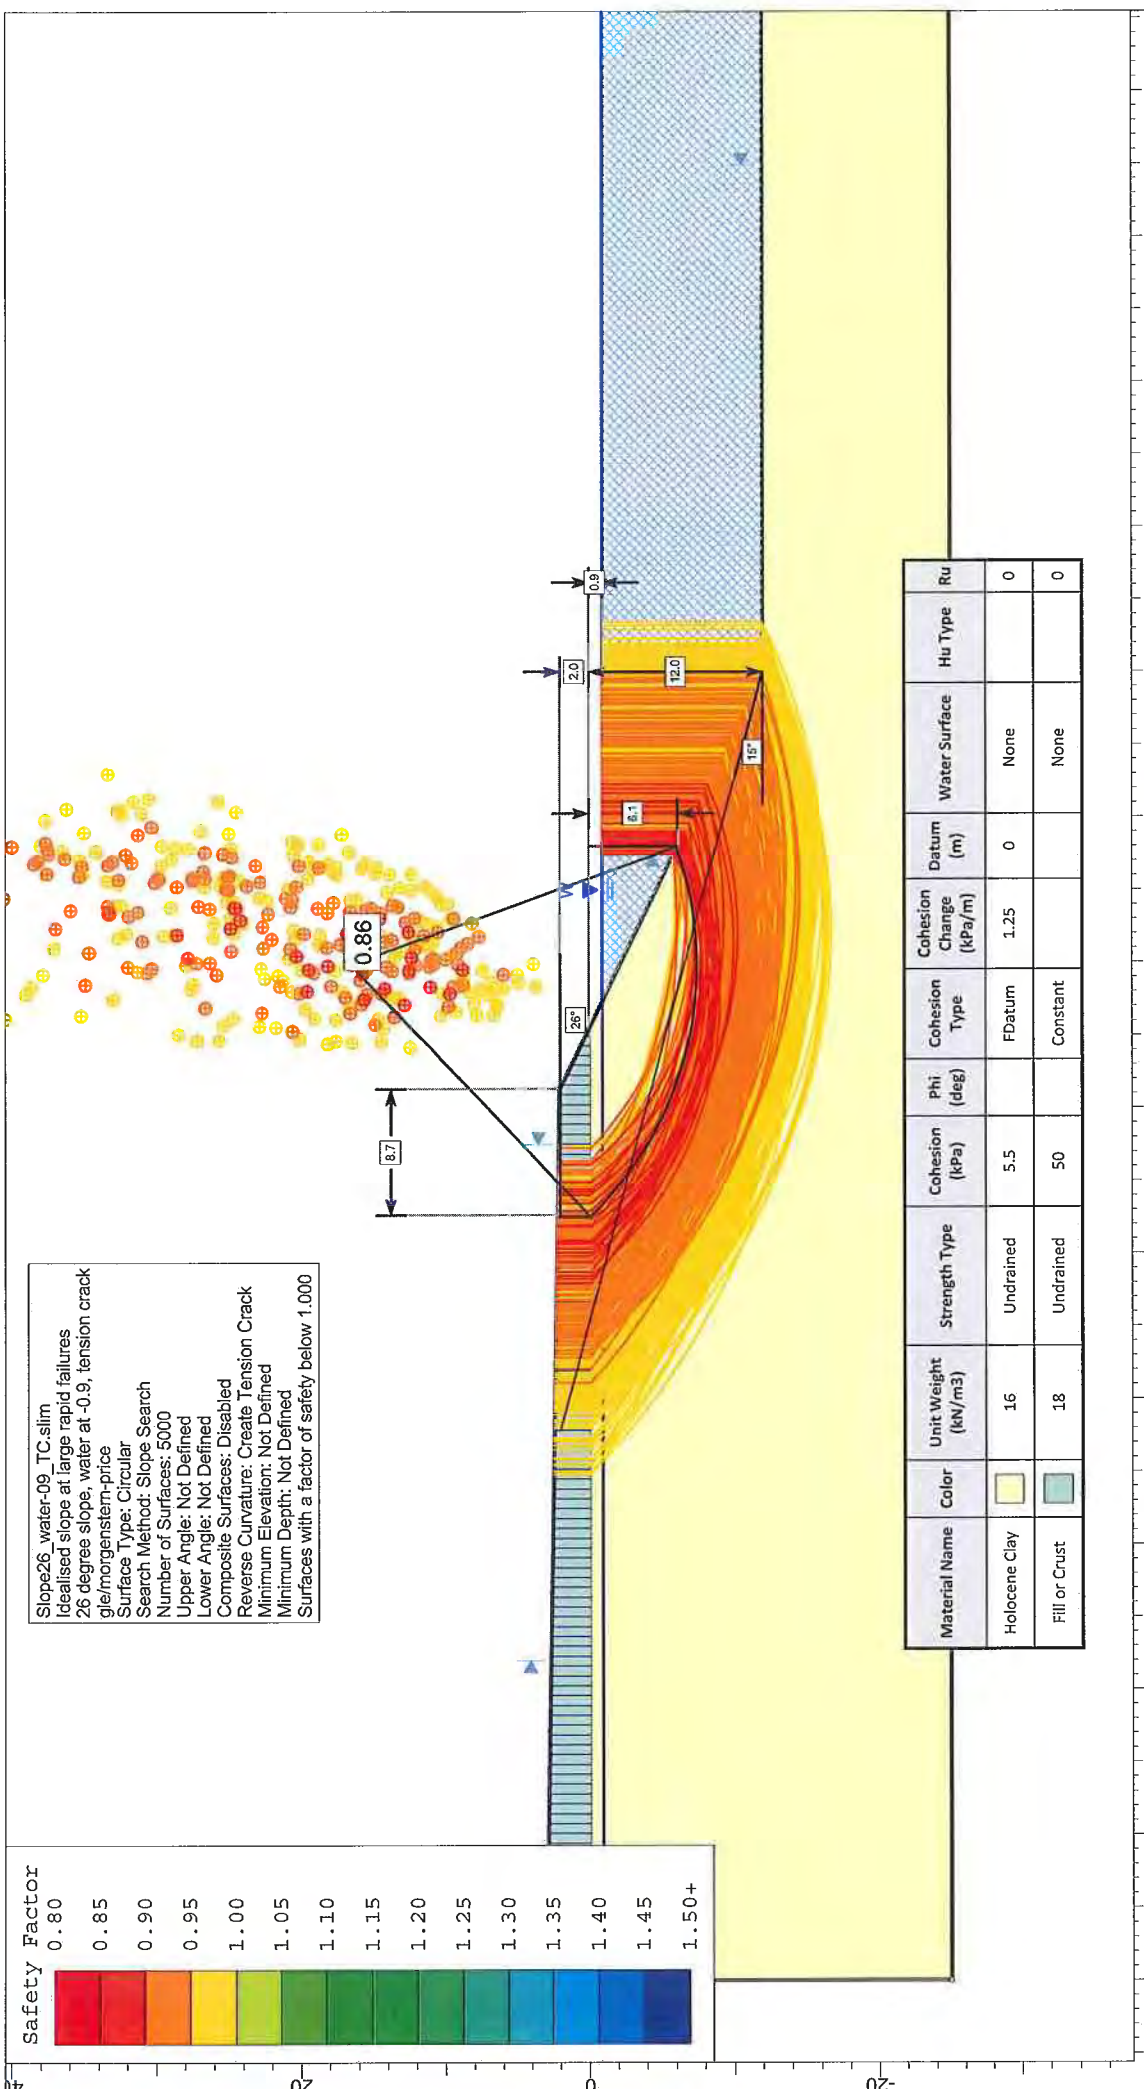 Safety Factor
0.80
0.85
0.90
0.95
1.00
1.05
1.10
1.15
1.20
1.25
1.30
1.35
1.40
1.45
1.50+
Slope26_water-09_TC.slim
Idealised slope at large rapid failures
26 degree slope, water at -0.9, tension crack
gle/morgenstern-price
Surface Type: Circular
Search Method: Slope Search
Number of Surfaces: 5000
Upper Angle: Not Defined
Lower Angle: Not Defined
Composite Surfaces: Disabled
Reverse Curvature: Create Tension Crack
Minimum Elevation: Not Defined
Minimum Depth: Not Defined
Surfaces with a factor of safety below 1.000
0.86
8.7
26°
W
6.1
2.0
12.0
15°
0.9
40
20
0
-20
Material Name Color Unit Weight (kN/m3) Strength Type Cohesion (kPa) Phi (deg) Cohesion Type Cohesion Change (kPa/m) Datum (m) Water Surface Hu Type Ru
Holocene Clay 16 Undrained 5.5 FDatum 1.25 0 None 0
Fill or Crust 18 Undrained 50 Constant None 0